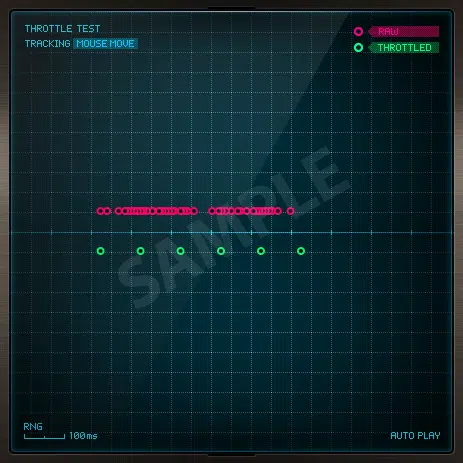 THROTTLE TEST
TRACKING MOUSE MOVE
RAW
THROTTLED
SAMPLE
RNG
100ms
AUTO PLAY